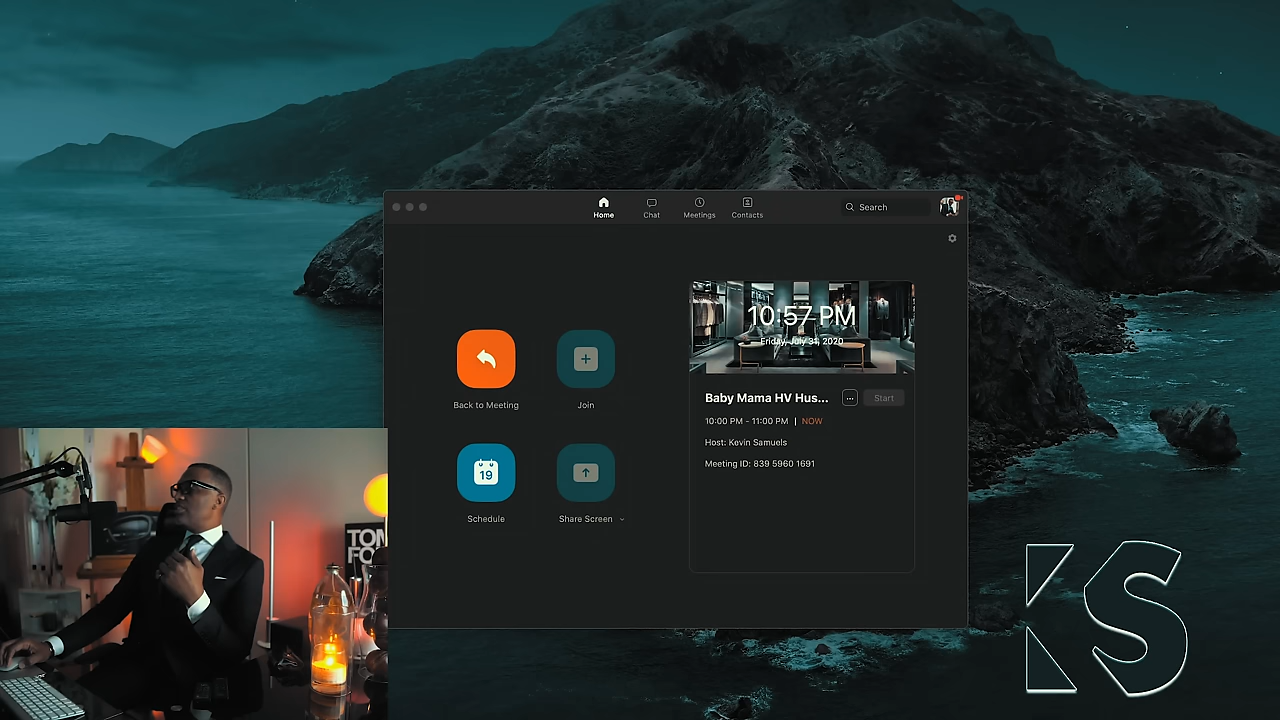 Home
Chat
Meetings
Contacts
Search
10:57 PM
Friday, July 31, 2020
Back to Meeting
Join
Baby Mama HV Hus...
...
Start
10:00 PM - 11:00 PM | NOW
Host: Kevin Samuels
Meeting ID: 839 5960 1691
19
Schedule
Share Screen
TOM
FO
KS